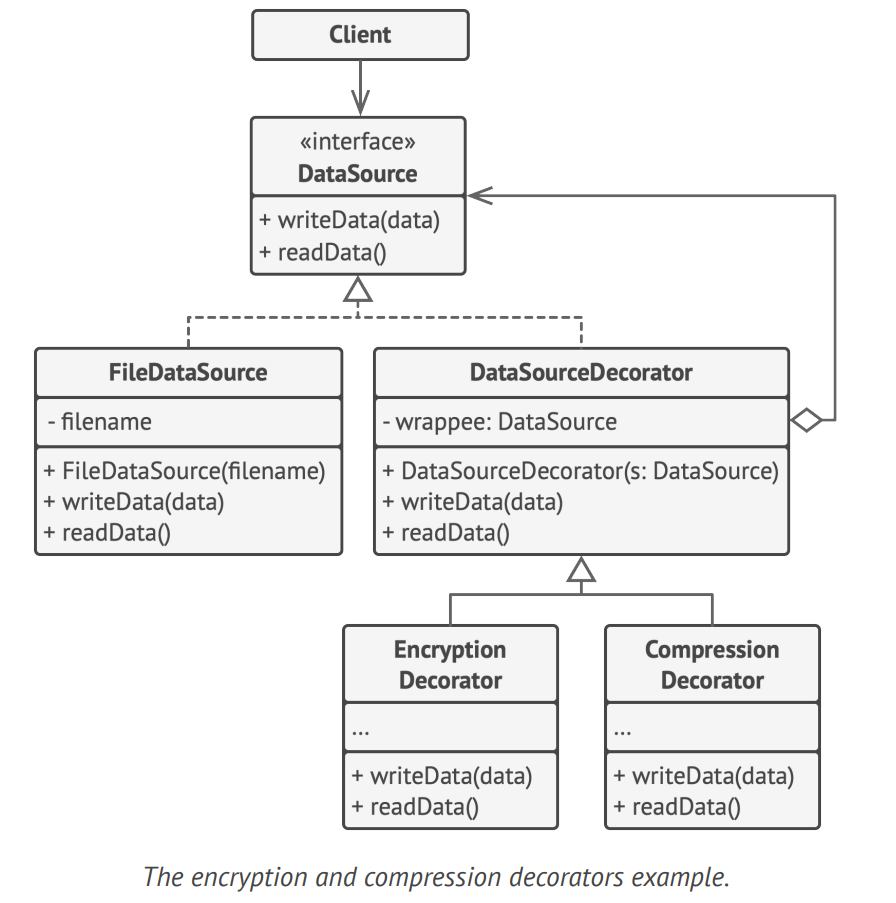 Client
«interface»
DataSource
+ writeData(data)
+ readData()
FileDataSource
- filename
+ FileDataSource(filename)
+ writeData(data)
+ readData()
DataSourceDecorator
- wrappee: DataSource
+ DataSourceDecorator(s: DataSource)
+ writeData(data)
+ readData()
Encryption
Decorator
...
+ writeData(data)
+ readData()
Compression
Decorator
...
+ writeData(data)
+ readData()
The encryption and compression decorators example.